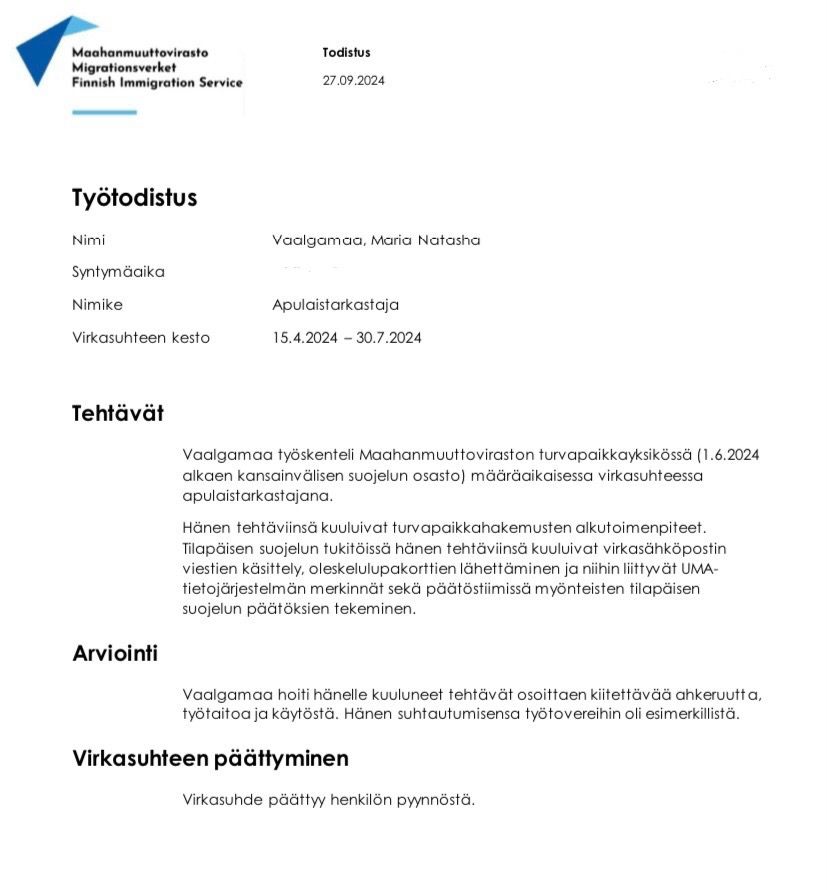 Maahanmuuttovirasto
Migrationsverket
Finnish Immigration Service
Todistus
27.09.2024
Työtodistus
Nimi Vaalgamaa, Maria Natasha
Syntymäaika
Nimike Apulaistarkastaja
Virkasuhteen kesto 15.4.2024 – 30.7.2024
Tehtävät
Vaalgamaa työskenteli Maahanmuuttoviraston turvapaikkayksikössä (1.6.2024
alkaen kansainvälisen suojelun osasto) määräaikaisessa virkasuhteessa
apulaistarkastajana.
Hänen tehtäviinsä kuuluivat turvapaikkahakemusten alkutoimenpiteet.
Tilapäisen suojelun tukitöissä hänen tehtäviinsä kuuluivat virkasähköpostin
viestien käsittely, oleskelulupakorttien lähettäminen ja niihin liittyvät UMA-
tietojärjestelmän merkinnät sekä päätöstiimissä myönteisten tilapäisen
suojelun päätöksien tekeminen.
Arviointi
Vaalgamaa hoiti hänelle kuuluneet tehtävät osoittaen kiitettävää ahkeruutta,
työtaitoa ja käytöstä. Hänen suhtautumisensa työtovereihin oli esimerkillistä.
Virkasuhteen päättyminen
Virkasuhde päättyy henkilön pyynnöstä.